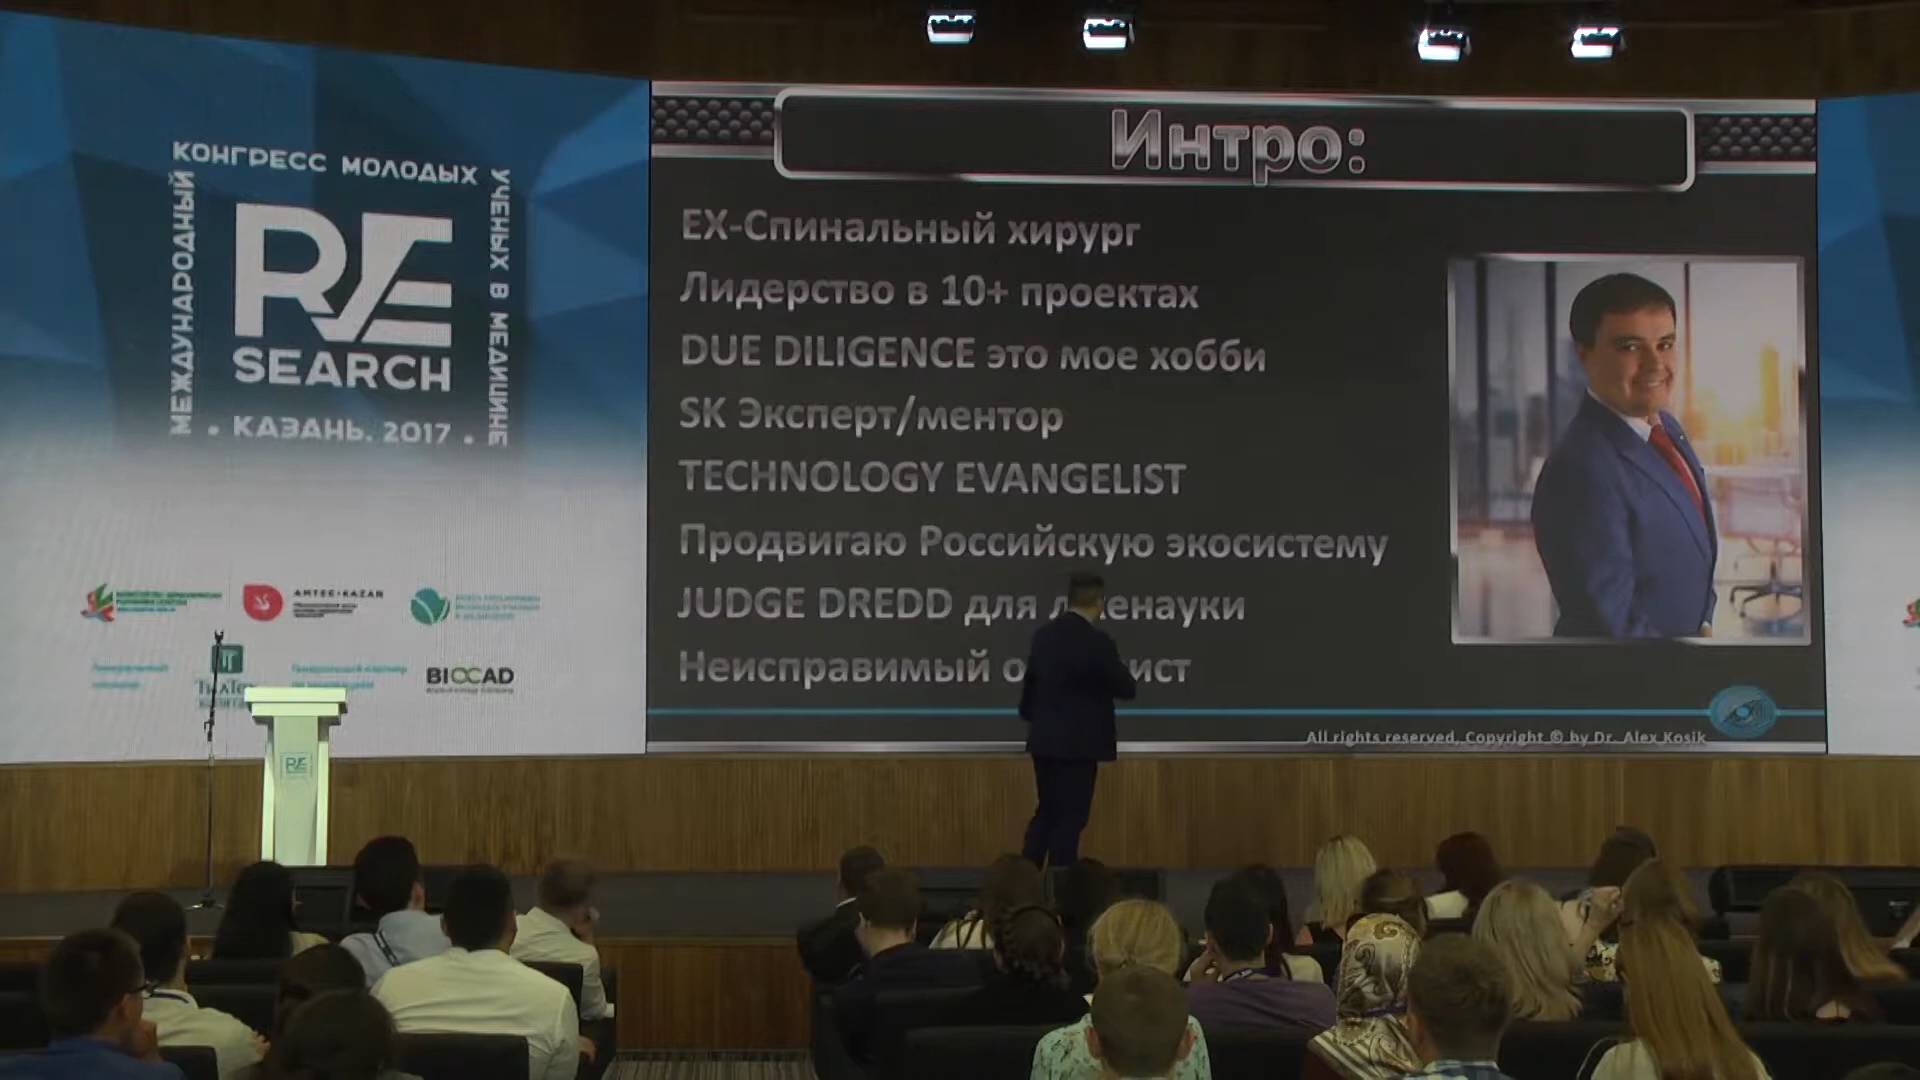 КОНГРЕСС МОЛОДЫХ
УЧЕНЫХ В МЕДИЦИНЕ
МЕЖДУНАРОДНЫЙ
RE
SEARCH
. КАЗАНЬ. 2017 .
BIOCAD
RE
Интро:
EX-Спинальный хирург
Лидерство в 10+ проектах
DUE DILIGENCE это мое хобби
SK Эксперт/ментор
TECHNOLOGY EVANGELIST
Продвигаю Российскую экосистему
JUDGE DREDD для
Неисправимый
All rights reserved, Copyright © by Dr. Alex Kosik